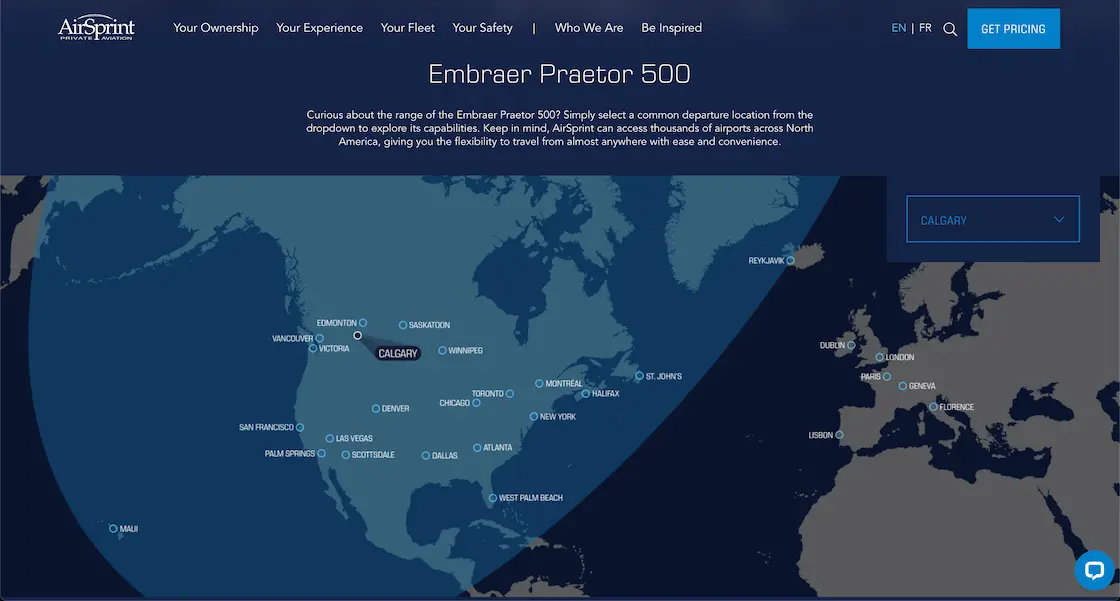 AirSprint
PRIVATE AVIATION
Your Ownership
Your Experience
Your Fleet
Your Safety
|
Who We Are
Be Inspired
EN | FR
GET PRICING
Embraer Praetor 500
Curious about the range of the Embraer Praetor 500? Simply select a common departure location from the
dropdown to explore its capabilities. Keep in mind, AirSprint can access thousands of airports across North
America, giving you the flexibility to travel from almost anywhere with ease and convenience.
CALGARY
REYKJAVIK
EDMONTON
SASKATOON
VANCOUVER
VICTORIA
CALGARY
WINNIPEG
DUBLIN
LONDON
PARIS
GENEVA
ST. JOHN'S
MONTRÉAL
TORONTO
HALIFAX
CHICAGO
DENVER
NEW YORK
FLORENCE
SAN FRANCISCO
LAS VEGAS
LISBON
PALM SPRINGS
SCOTTSDALE
DALLAS
ATLANTA
WEST PALM BEACH
MAUI